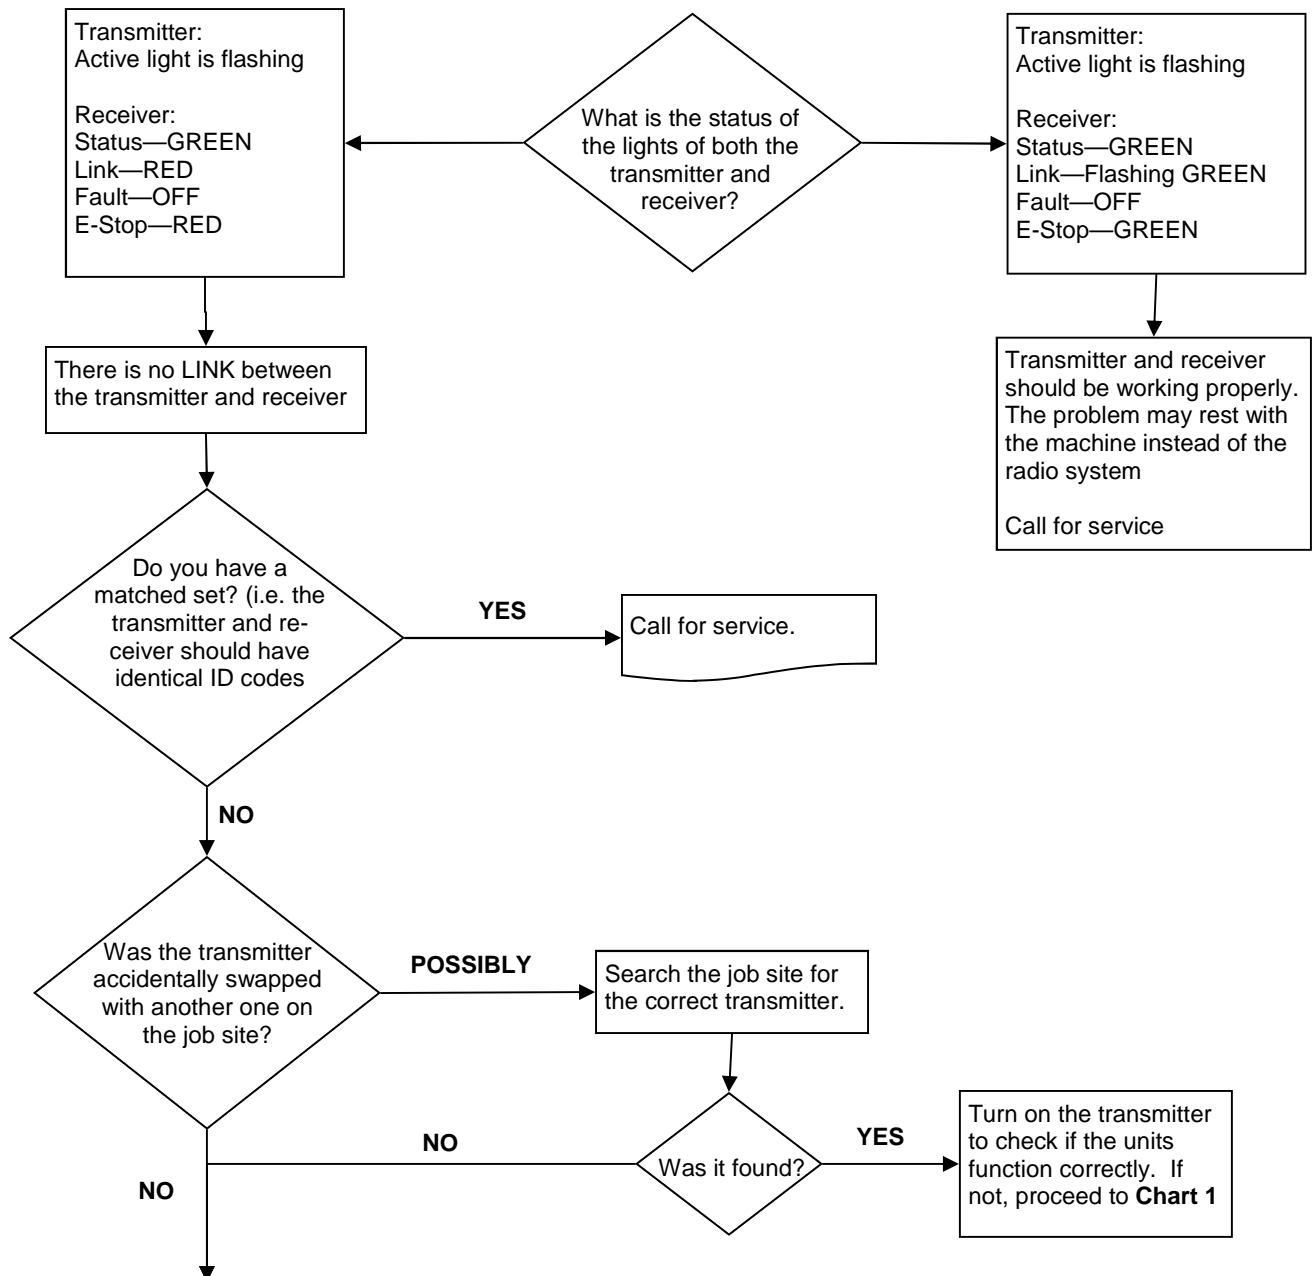 Transmitter:
Active light is flashing
Receiver:
Status—GREEN
Link—RED
Fault—OFF
E-Stop—RED
What is the status of
the lights of both the
transmitter and
receiver?
Transmitter:
Active light is flashing
Receiver:
Status—GREEN
Link—Flashing GREEN
Fault—OFF
E-Stop—GREEN
There is no LINK between
the transmitter and receiver
Transmitter and receiver
should be working properly.
The problem may rest with
the machine instead of the
radio system
Call for service
Do you have a
matched set? (i.e. the
transmitter and re-
ceiver should have
identical ID codes
YES
Call for service.
NO
Was the transmitter
accidentally swapped
with another one on
the job site?
POSSIBLY
Search the job site for
the correct transmitter.
Was it found?
YES
Turn on the transmitter
to check if the units
function correctly.  If
not, proceed to Chart 1
NO
NO